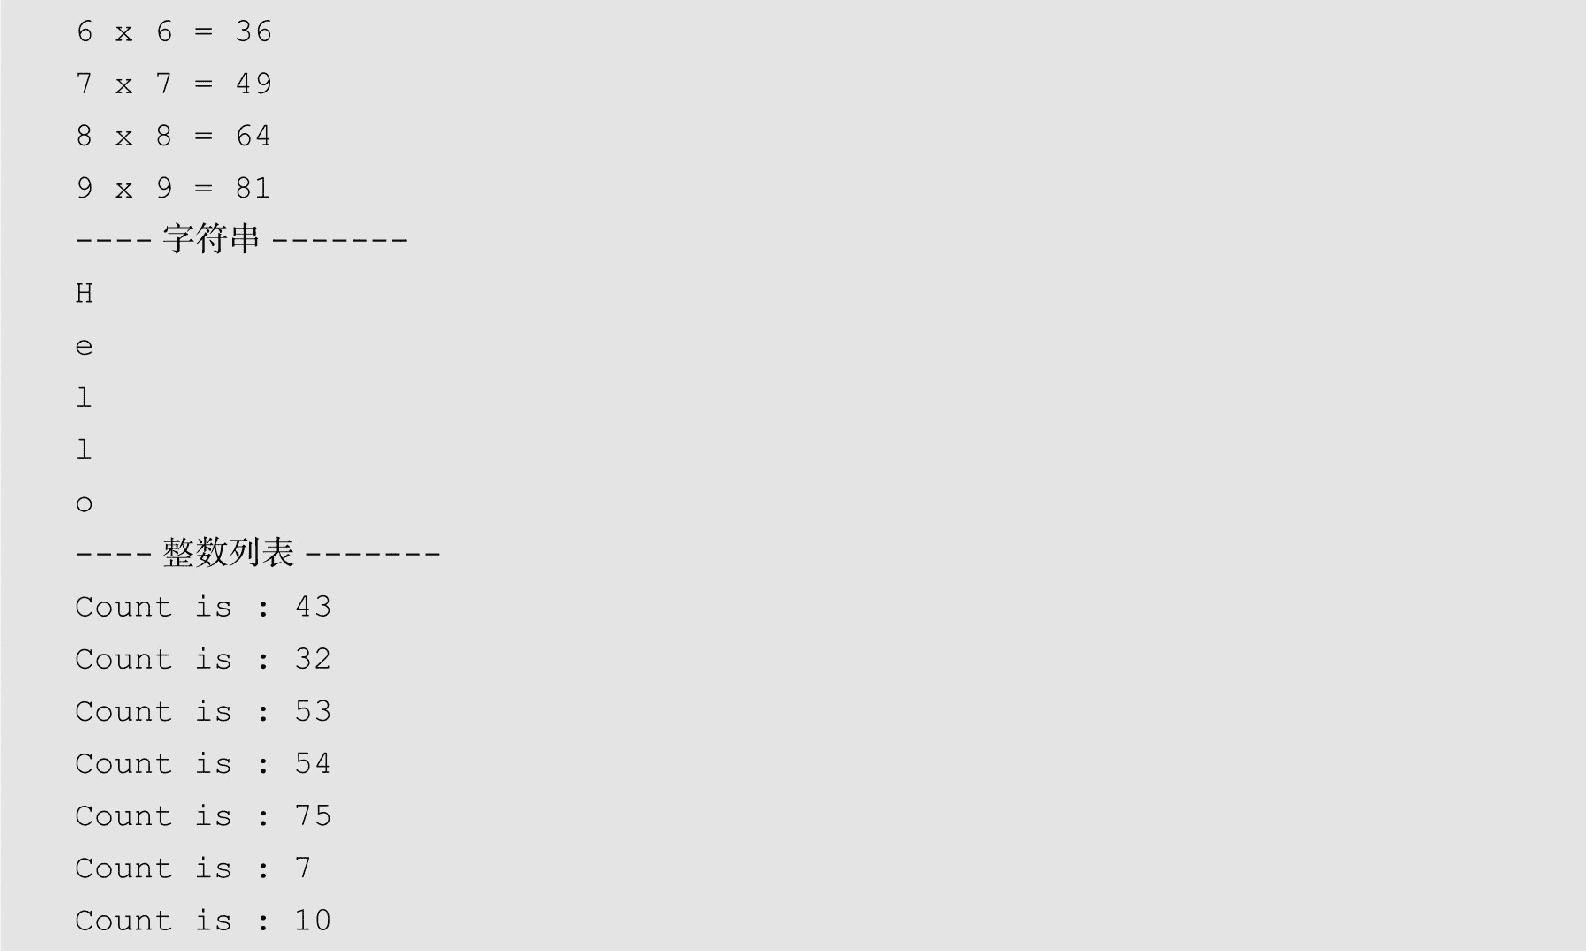 6 x 6 = 36
7 x 7 = 49
8 x 8 = 64
9 x 9 = 81
---- 字符串 -------
H
e
l
l
o
---- 整数列表 -------
Count is : 43
Count is : 32
Count is : 53
Count is : 54
Count is : 75
Count is : 7
Count is : 10